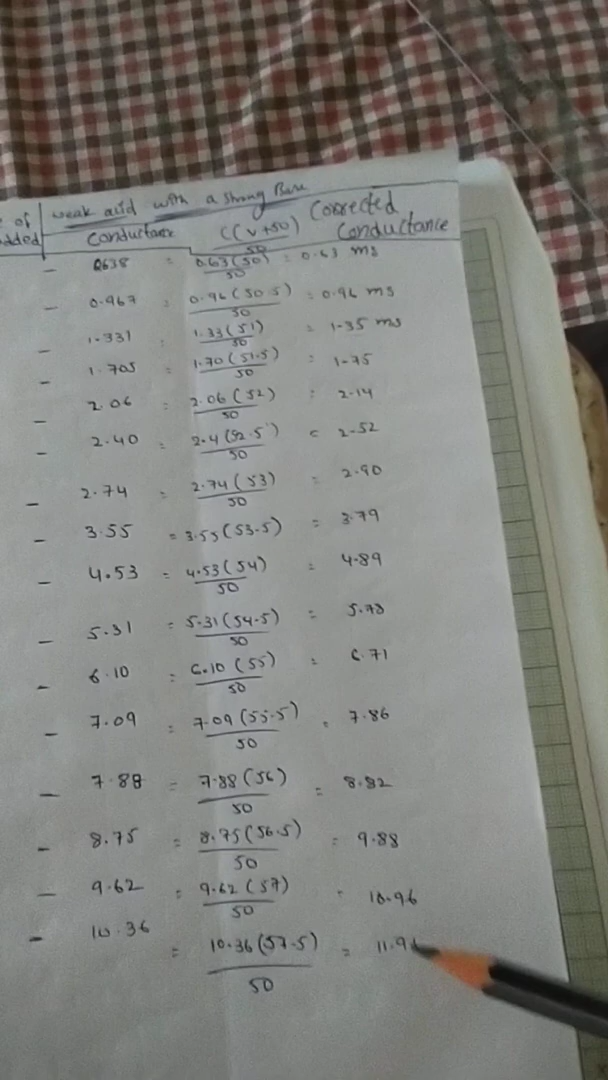 of weak acid with a strong Base
dded Conductance C(V+50) Corrected
50 Conductance
- 0.638 = 0.63(50) = 0.63 ms
50
- 0.967 = 0.96(50.5) = 0.96 ms
50
- 1.331 : 1.33(51) = 1.35 ms
50
- 1.705 = 1.70(51.5) = 1.75
50
- 2.06 = 2.06(52) = 2.14
50
- 2.40 = 2.4(52.5) = 2.52
50
- 2.74 = 2.74(53) = 2.90
50
- 3.55 = 3.55(53.5) = 3.79
- 4.53 = 4.53(54) = 4.89
50
- 5.31 = 5.31(54.5) = 5.78
50
- 6.10 = 6.10(55) = 6.71
50
- 7.09 = 7.09(55.5) = 7.86
50
- 7.88 = 7.88(56) = 8.82
50
- 8.75 = 8.75(56.5) = 9.88
50
- 9.62 = 9.62(57) = 10.96
50
- 10.36 = 10.36(57.5) = 11.9
50